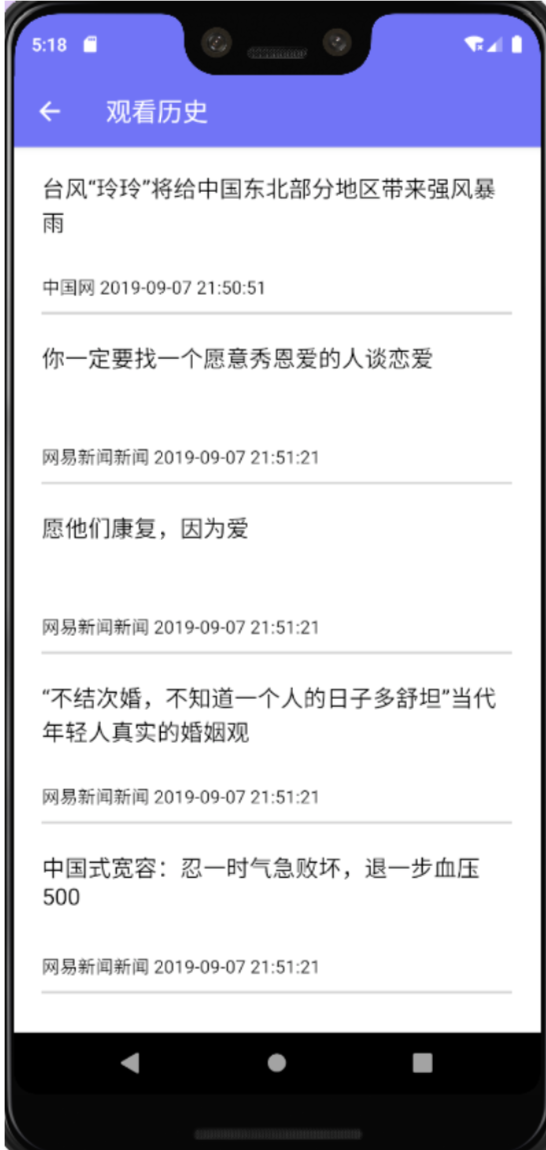 5:18
观看历史
台风“玲玲”将给中国东北部分地区带来强风暴
雨
中国网 2019-09-07 21:50:51
你一定要找一个愿意秀恩爱的人谈恋爱
网易新闻新闻 2019-09-07 21:51:21
愿他们康复，因为爱
网易新闻新闻 2019-09-07 21:51:21
“不结次婚，不知道一个人的日子多舒坦”当代
年轻人真实的婚姻观
网易新闻新闻 2019-09-07 21:51:21
中国式宽容：忍一时气急败坏，退一步血压
500
网易新闻新闻 2019-09-07 21:51:21